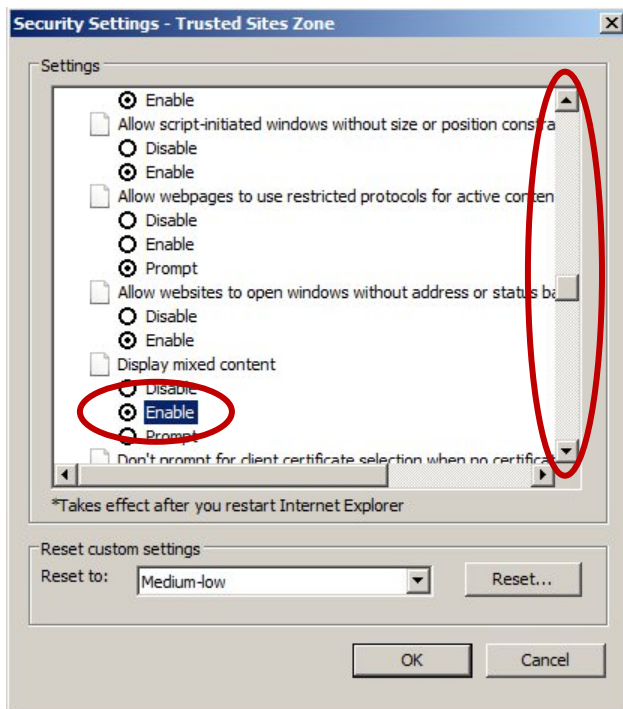 Security Settings - Trusted Sites Zone
Settings
Enable
Allow script-initiated windows without size or position constra
Disable
Enable
Allow webpages to use restricted protocols for active conten
Disable
Enable
Prompt
Allow websites to open windows without address or status ba
Disable
Enable
Display mixed content
Disable
Enable
Prompt
Don't prompt for client certificate selection when no certificat
*Takes effect after you restart Internet Explorer
Reset custom settings
Reset to:
Medium-low
Reset...
OK
Cancel